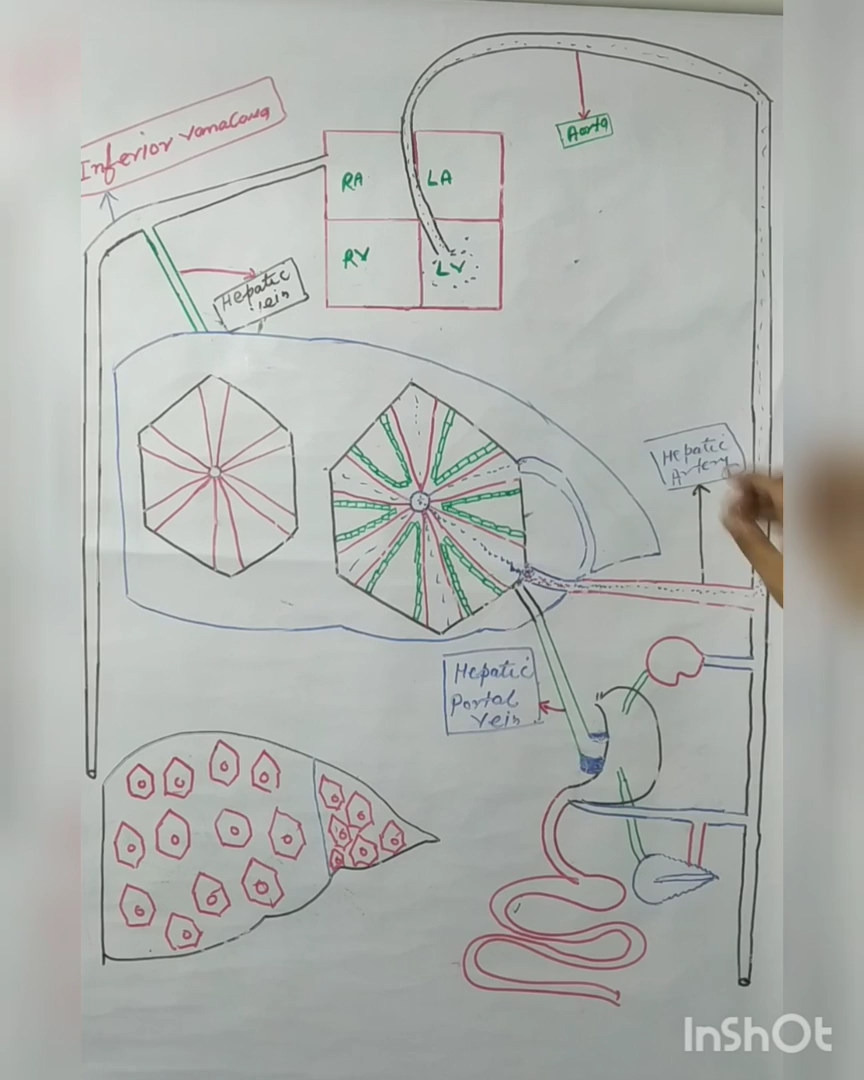 Inferior vanacava
Aorta
RA
LA
RV
LV
Hepatic
vein
Hepatic
Artery
Hepatic
Portal
Vein
InShOt